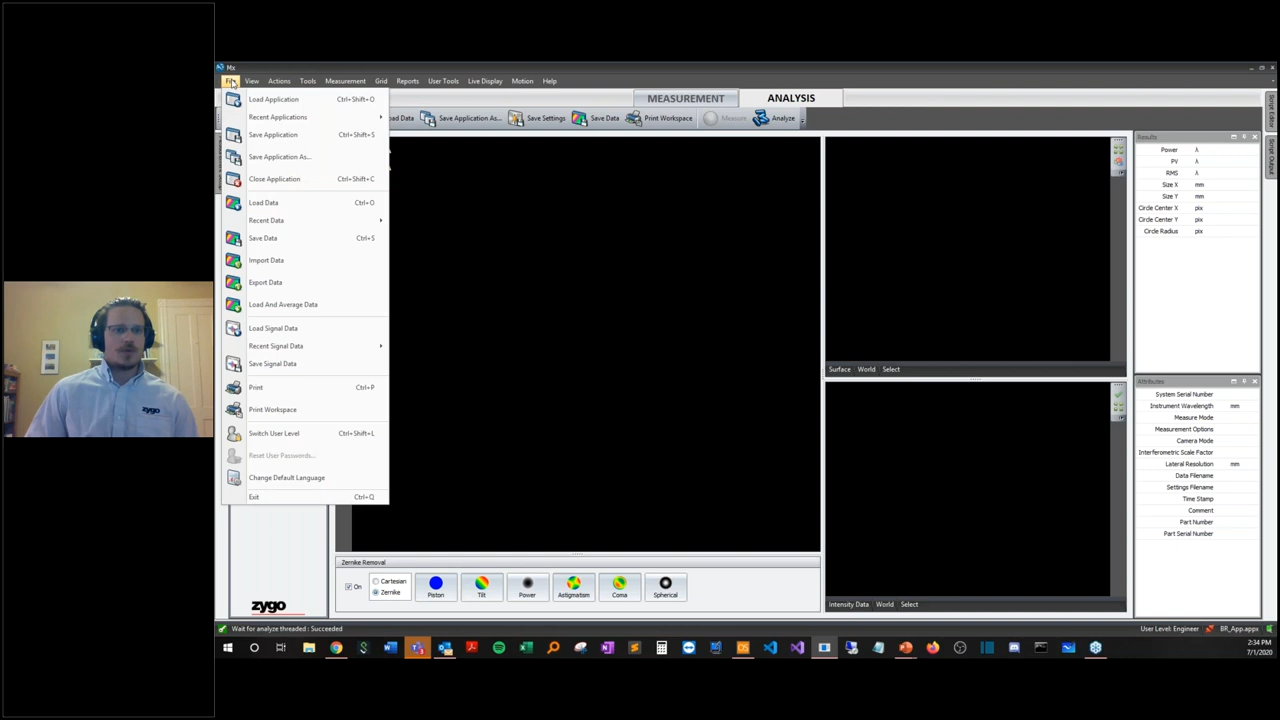 Mx
File View Actions Tools Measurement Grid Reports User Tools Live Display Motion Help
MEASUREMENT ANALYSIS
Load Data Save Application As... Save Settings Save Data Print Workspace Measure Analyze
Load Application Ctrl+Shift+O
Recent Applications
Save Application Ctrl+Shift+S
Save Application As...
Close Application Ctrl+Shift+C
Load Data Ctrl+O
Recent Data
Save Data Ctrl+S
Import Data
Export Data
Load And Average Data
Load Signal Data
Recent Signal Data
Save Signal Data
Print Ctrl+P
Print Workspace
Switch User Level Ctrl+Shift+L
Reset User Passwords...
Change Default Language
Exit Ctrl+Q
zygo
zygo
Zernike Removal
On
Cartesian
Zernike
Piston Tilt Power Astigmatism Coma Spherical
Surface World Select
Intensity Data World Select
Results
Power λ
PV λ
RMS λ
Size X mm
Size Y mm
Circle Center X pix
Circle Center Y pix
Circle Radius pix
Attributes
System Serial Number
Instrument Wavelength mm
Measure Mode
Measurement Options
Camera Mode
Interferometric Scale Factor
Lateral Resolution mm
Data Filename
Settings Filename
Time Stamp
Comment
Part Number
Part Serial Number
Script Editor
Script Output
Wait for analyze threaded : Succeeded
User Level: Engineer BR_App.appx
2:34 PM
7/1/2020